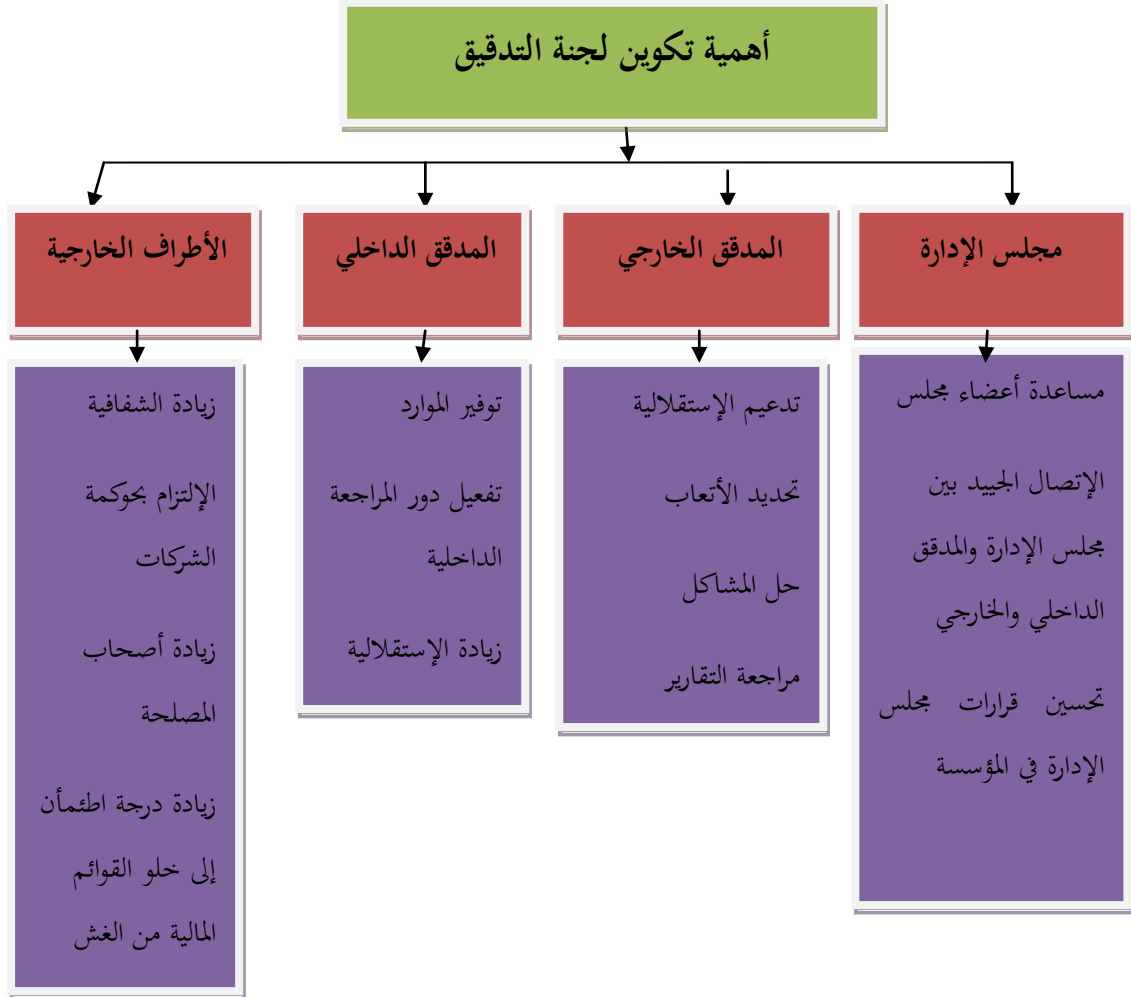 أهمية تكوين لجنة التدقيق
مجلس الإدارة
المدقق الخارجي
المدقق الداخلي
الأطراف الخارجية
مساعدة أعضاء مجلس
الإتصال الجييد بين
مجلس الإدارة والمدقق
الداخلي والخارجي
تحسين قرارات مجلس
الإدارة في المؤسسة
تدعيم الإستقلالية
تحديد الأتعاب
حل المشاكل
مراجعة التقارير
توفير الموارد
تفعيل دور المراجعة
الداخلية
زيادة الإستقلالية
زيادة الشفافية
الإلتزام بحوكمة
الشركات
زيادة أصحاب
المصلحة
زيادة درجة اطئمأن
إلى خلو القوائم
المالية من الغش